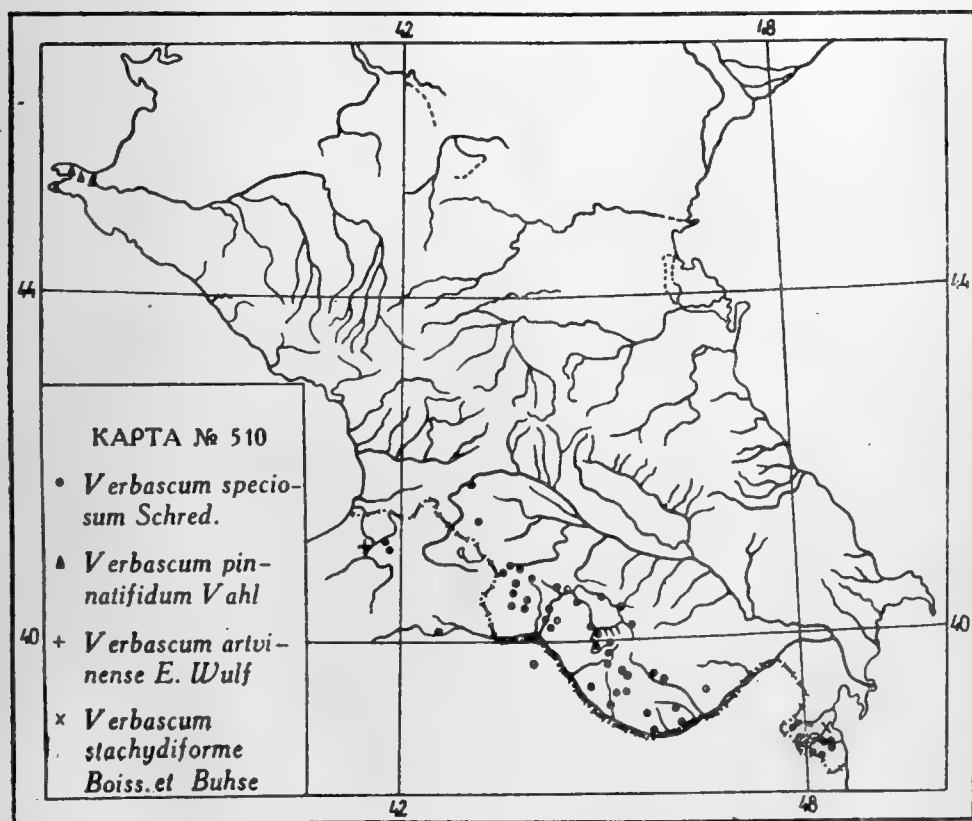 42
48
44
44
КАРТА № 510
• Verbascum specio-
sum Schred.
▲ Verbascum pin-
natifidum Vahl
+ Verbascum artvi-
nense E. Wulf
× Verbascum
stachydiforme
Boiss. et Buhse
40
40
42
48